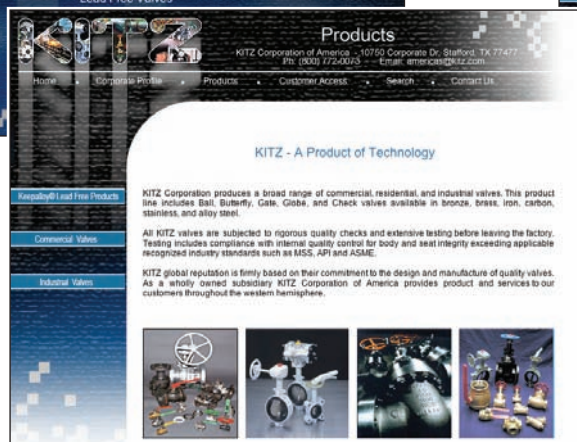 Lead Free Valves
KITZ
Products
KITZ Corporation of America - 10750 Corporate Dr, Stafford, TX 77477
Ph: (800) 772-0073 Email: americas@kitz.com
Home • Corporate Profile • Products • Customer Access • Search • Contact Us
KITZ - A Product of Technology
Keepalloy® Lead Free Products
Commercial Valves
Industrial Valves
KITZ Corporation produces a broad range of commercial, residential, and industrial valves. This product
line includes Ball, Butterfly, Gate, Globe, and Check valves available in bronze, brass, iron, carbon,
stainless, and alloy steel.
All KITZ valves are subjected to rigorous quality checks and extensive testing before leaving the factory.
Testing includes compliance with internal quality control for body and seat integrity exceeding applicable
recognized industry standards such as MSS, API and ASME.
KITZ global reputation is firmly based on their commitment to the design and manufacture of quality valves.
As a wholly owned subsidiary KITZ Corporation of America provides product and services to our
customers throughout the western hemisphere.